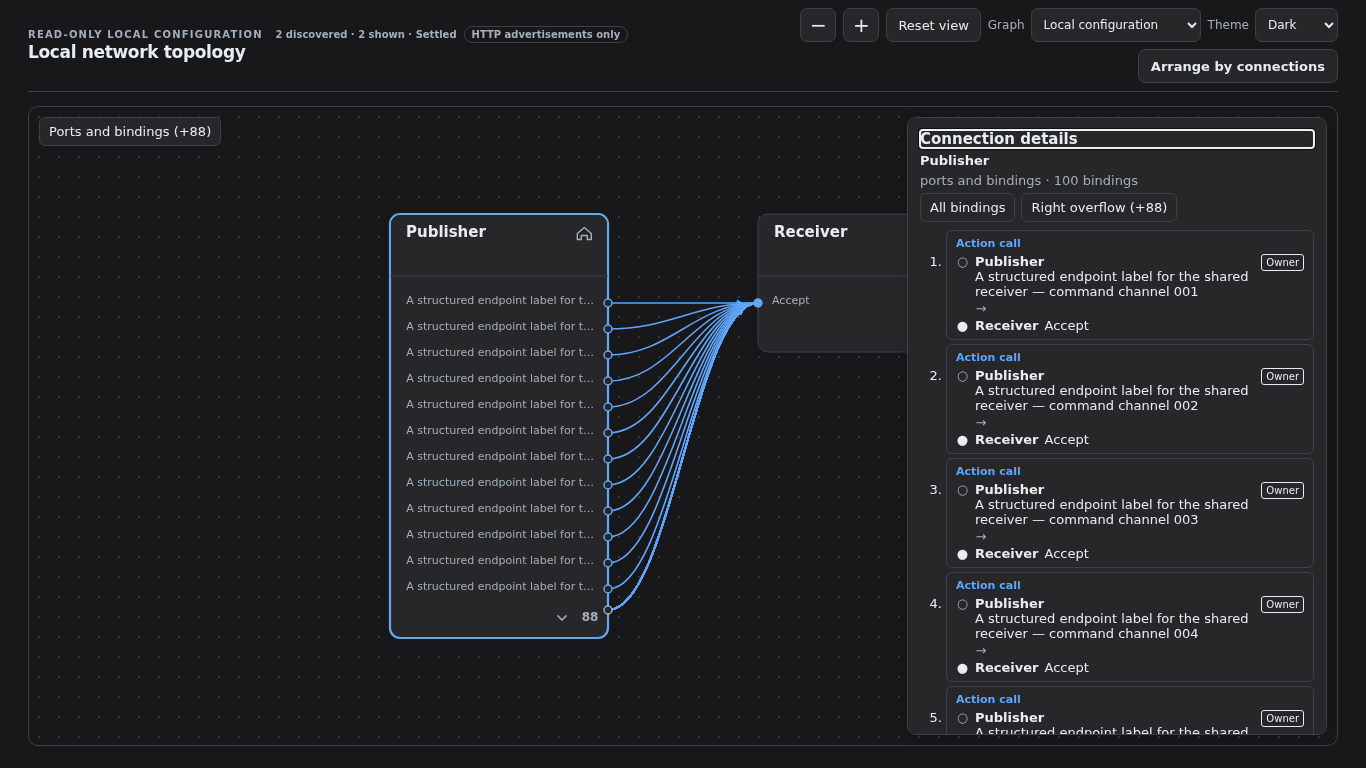 READ-ONLY LOCAL CONFIGURATION 2 discovered · 2 shown · Settled HTTP advertisements only
Local network topology
− + Reset view Graph Local configuration Theme Dark
Arrange by connections
Ports and bindings (+88)
Publisher
A structured endpoint label for t...
A structured endpoint label for t...
A structured endpoint label for t...
A structured endpoint label for t...
A structured endpoint label for t...
A structured endpoint label for t...
A structured endpoint label for t...
A structured endpoint label for t...
A structured endpoint label for t...
A structured endpoint label for t...
A structured endpoint label for t...
A structured endpoint label for t...
88
Receiver
Accept
Connection details
Publisher
ports and bindings · 100 bindings
All bindings Right overflow (+88)
Action call
1. ○ Publisher Owner
A structured endpoint label for the shared
receiver — command channel 001
→
● Receiver Accept
Action call
2. ○ Publisher Owner
A structured endpoint label for the shared
receiver — command channel 002
→
● Receiver Accept
Action call
3. ○ Publisher Owner
A structured endpoint label for the shared
receiver — command channel 003
→
● Receiver Accept
Action call
4. ○ Publisher Owner
A structured endpoint label for the shared
receiver — command channel 004
→
● Receiver Accept
Action call
5. ○ Publisher Owner
A structured endpoint label for the shared